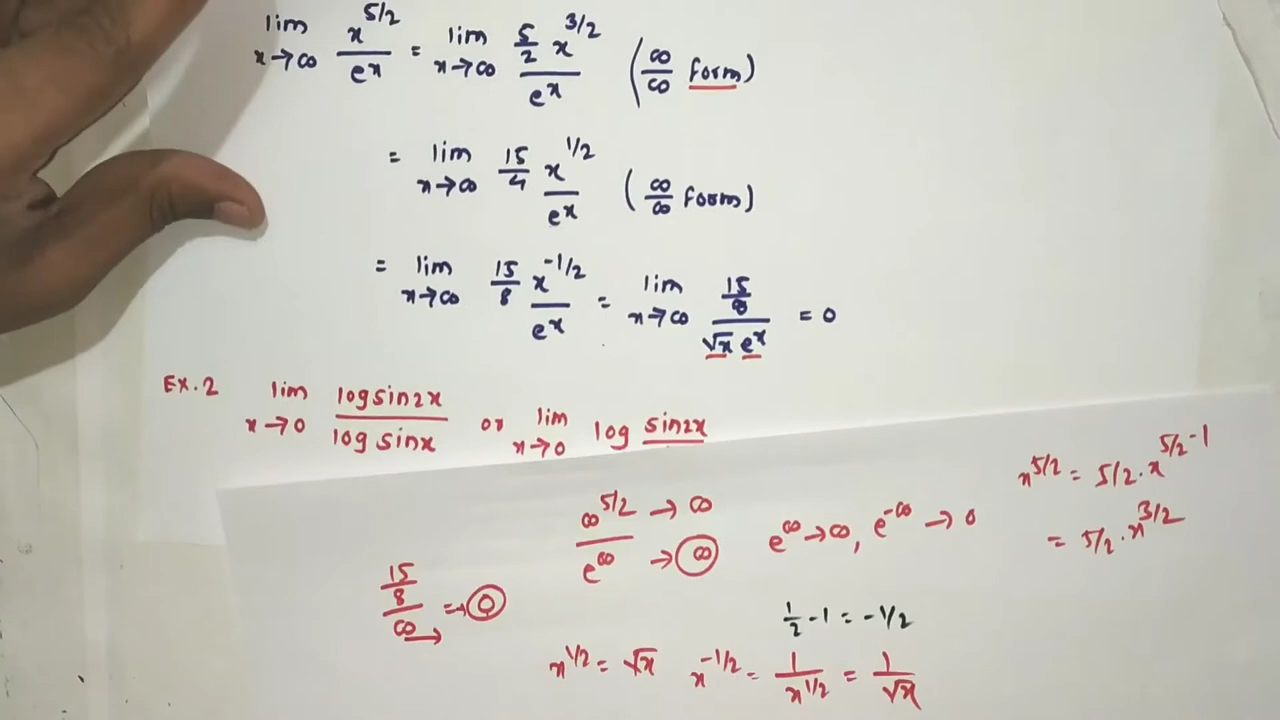 lim x→∞ x^5/2 / e^x = lim x→∞ 5/2 x^3/2 / e^x (∞/∞ form)
= lim x→∞ 15/4 x^1/2 / e^x (∞/∞ form)
= lim x→∞ 15/8 x^-1/2 / e^x = lim x→∞ 15/8 / √x e^x = 0
Ex.2 lim x→0 logsin2x / log sinx or lim x→0 log sin2x
x^5/2 = 5/2 · x^5/2-1
= 5/2 · x^3/2
∞^5/2 → ∞ / e^∞ → ∞ e^∞ → ∞, e^-∞ → 0
15/8 / ∞ → 0
1/2 - 1 = -1/2
x^1/2 = √x x^-1/2 = 1 / x^1/2 = 1 / √x